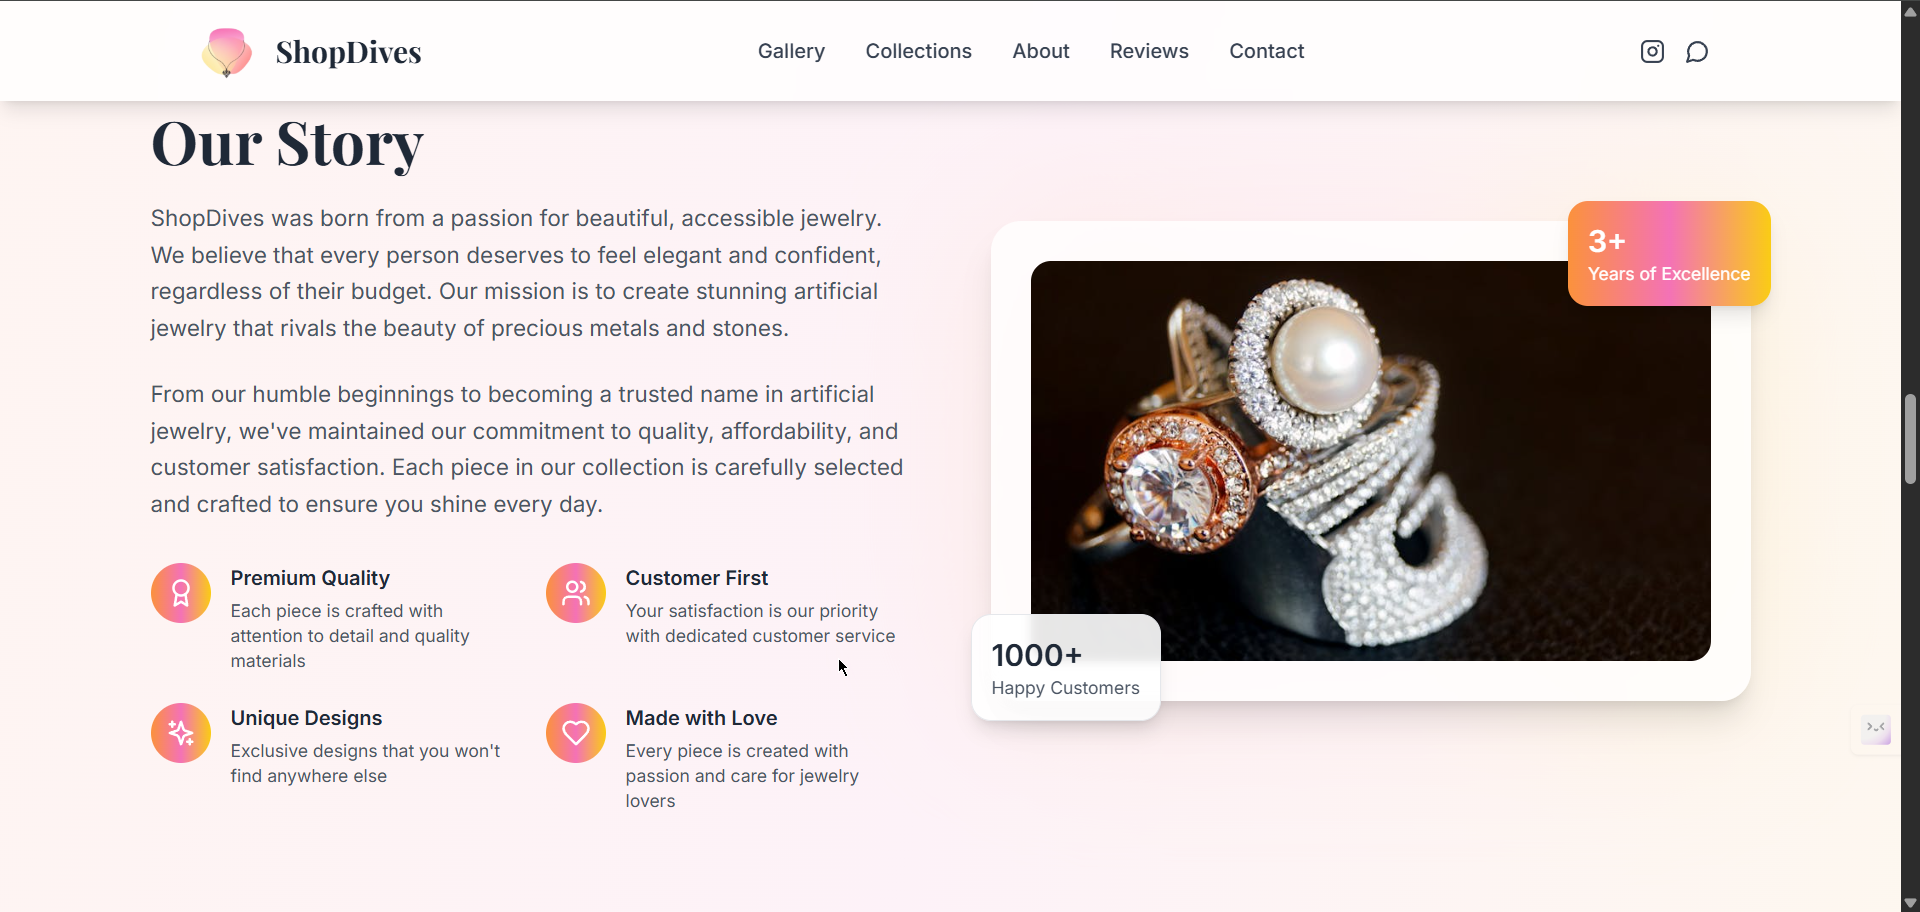 ShopDives
Gallery
Collections
About
Reviews
Contact
Our Story
ShopDives was born from a passion for beautiful, accessible jewelry.
We believe that every person deserves to feel elegant and confident,
regardless of their budget. Our mission is to create stunning artificial
jewelry that rivals the beauty of precious metals and stones.
From our humble beginnings to becoming a trusted name in artificial
jewelry, we've maintained our commitment to quality, affordability, and
customer satisfaction. Each piece in our collection is carefully selected
and crafted to ensure you shine every day.
Premium Quality
Each piece is crafted with
attention to detail and quality
materials
Customer First
Your satisfaction is our priority
with dedicated customer service
Unique Designs
Exclusive designs that you won't
find anywhere else
Made with Love
Every piece is created with
passion and care for jewelry
lovers
3+
Years of Excellence
1000+
Happy Customers